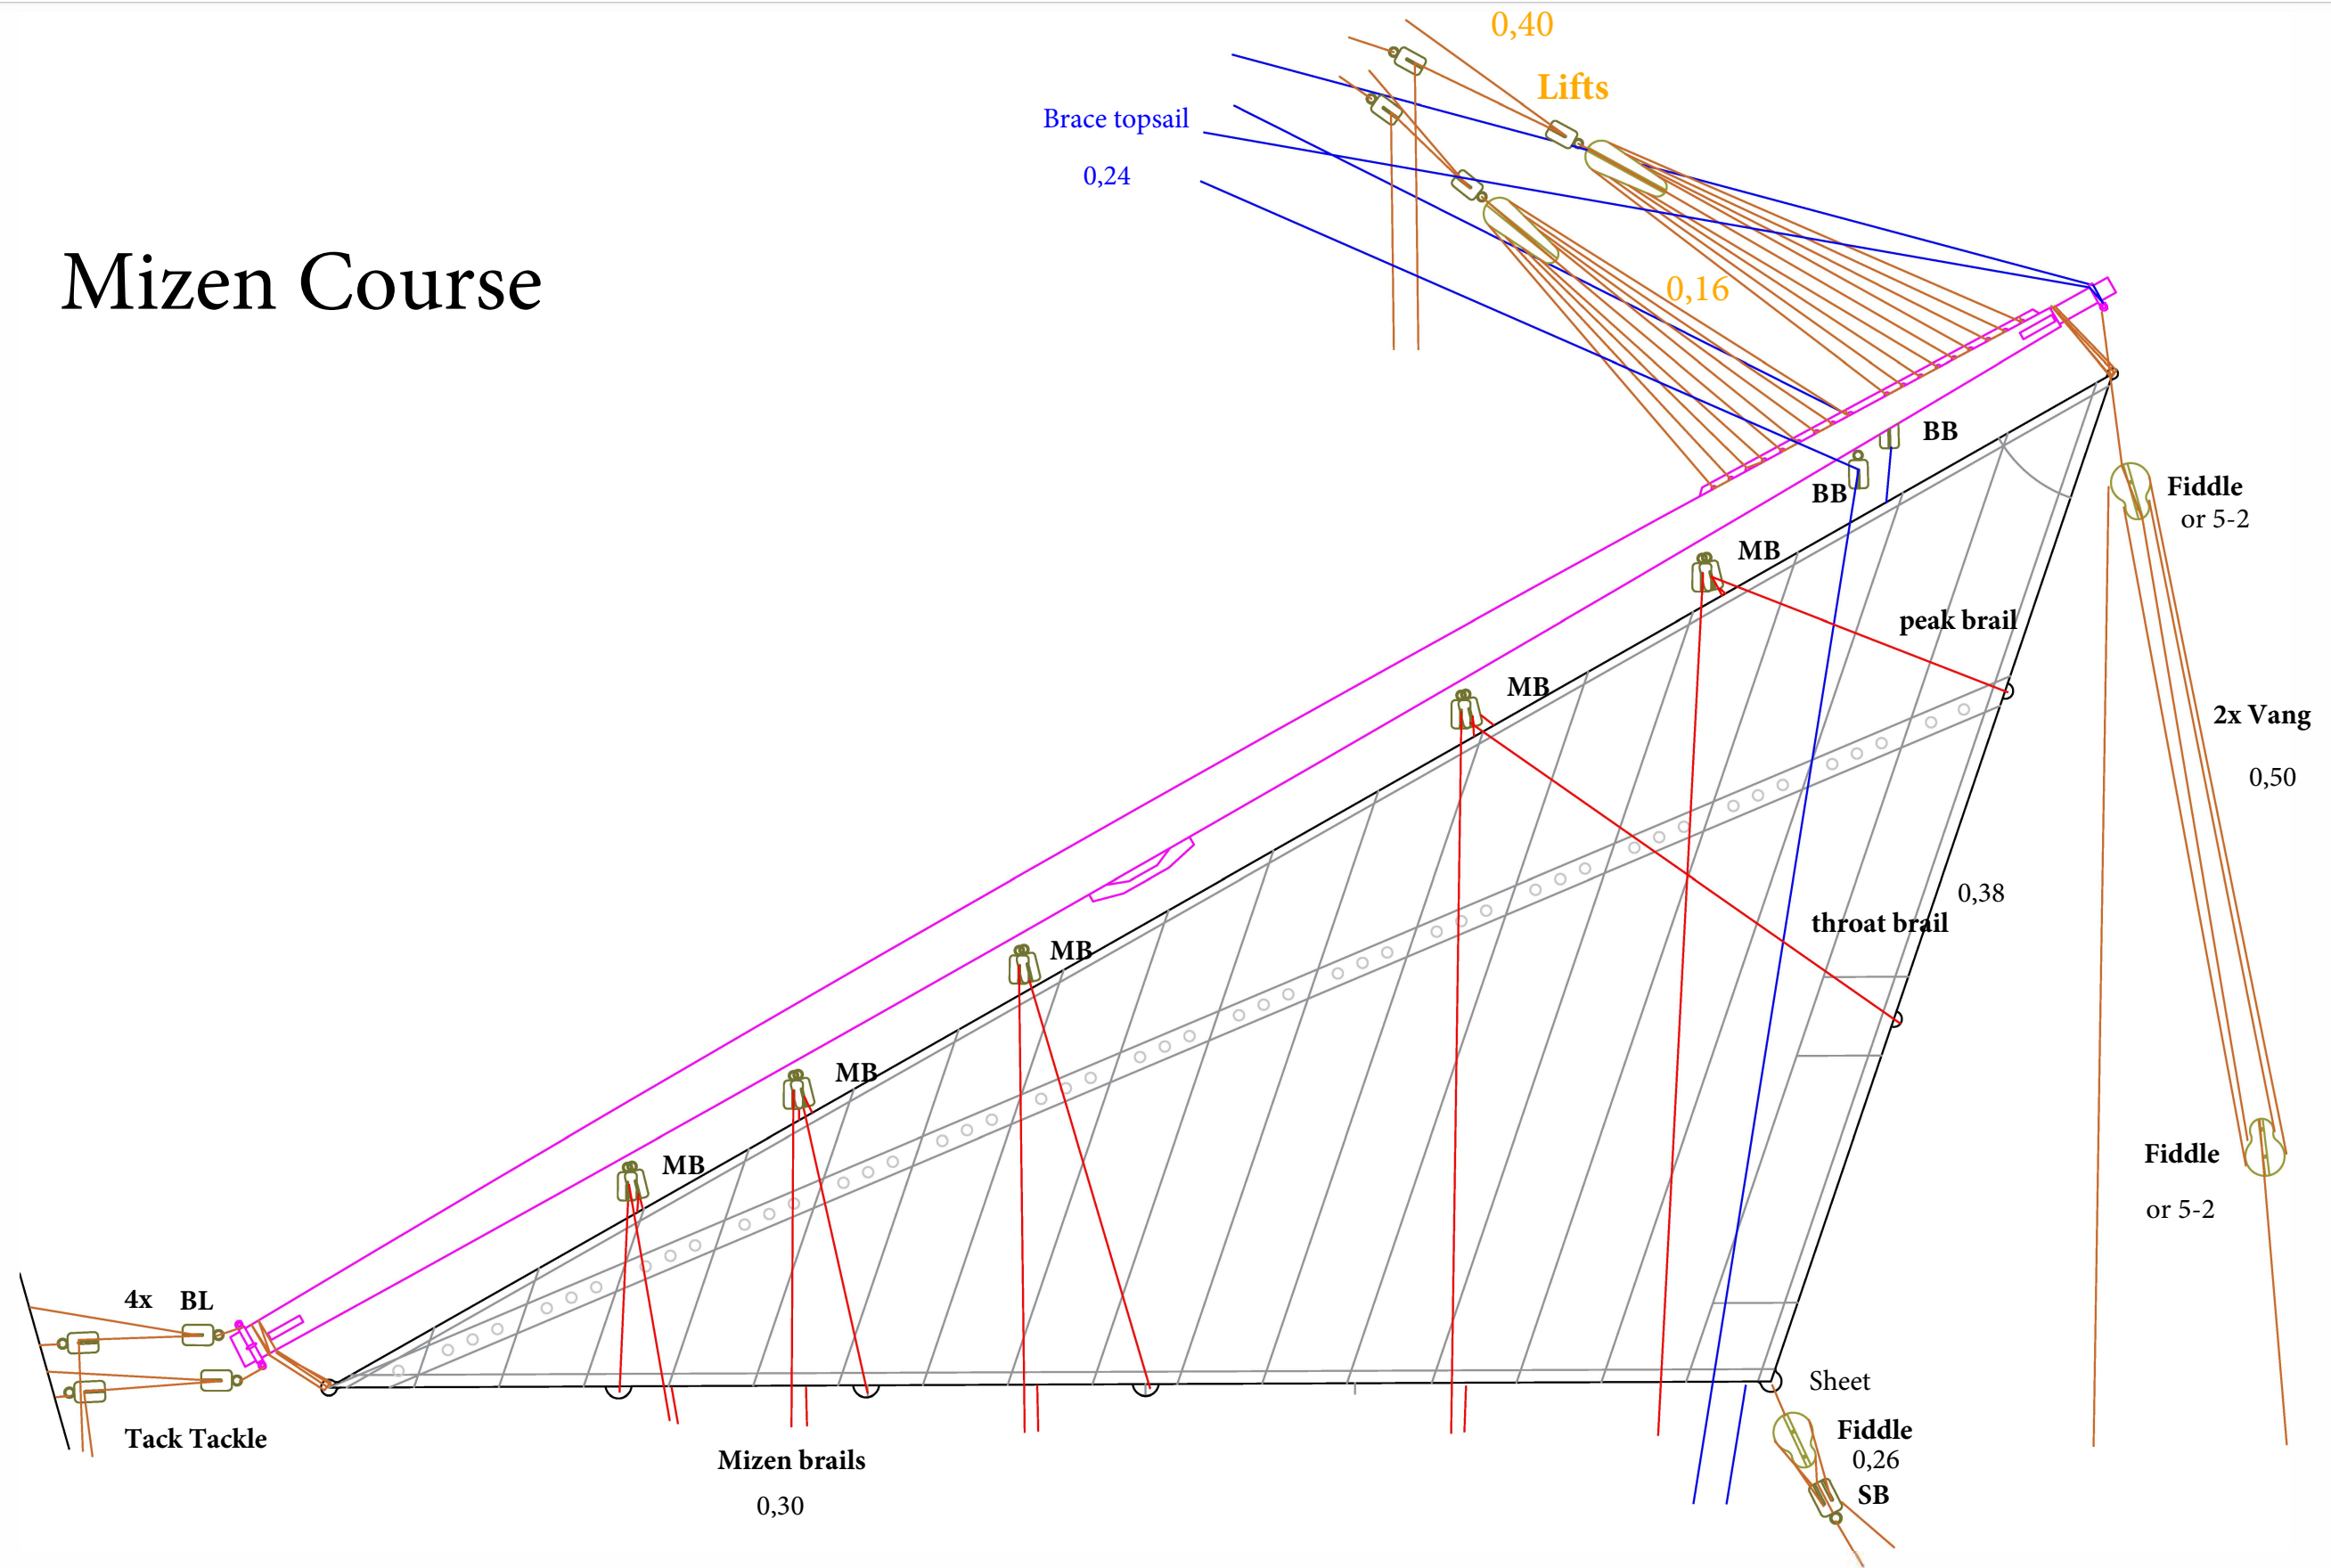 0,40
Lifts
Brace topsail
0,24
Mizen Course
0,16
BB
BB
Fiddle
or 5-2
MB
peak brail
MB
2x Vang
0,50
0,38
throat brail
MB
MB
Fiddle
MB
or 5-2
4x BL
Sheet
Tack Tackle
Fiddle
0,26
Mizen brails
SB
0,30